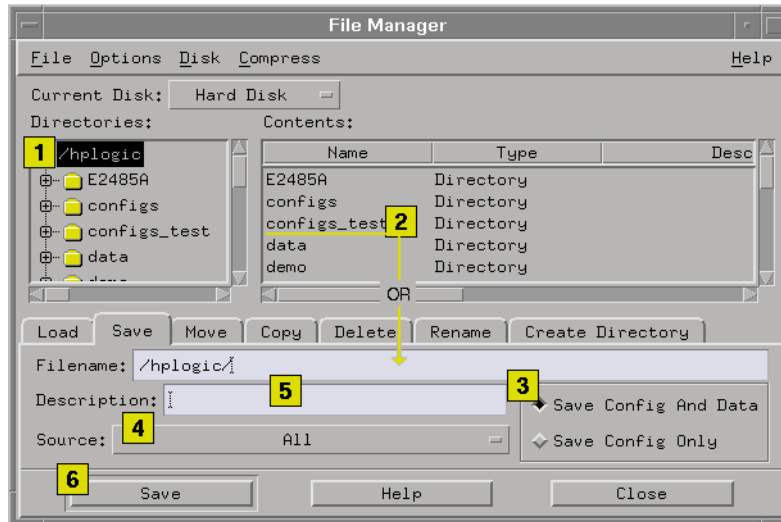 File Manager
File Options Disk Compress Help
Current Disk: Hard Disk
Directories: Contents:
1 /hplogic Name Type Desc
E2485A E2485A Directory
configs configs Directory
configs_test configs_test 2 Directory
data data Directory
demo demo Directory
OR
Load Save Move Copy Delete Rename Create Directory
Filename: /hplogic/
Description: 5 3 Save Config And Data
Source: 4 All Save Config Only
6 Save Help Close